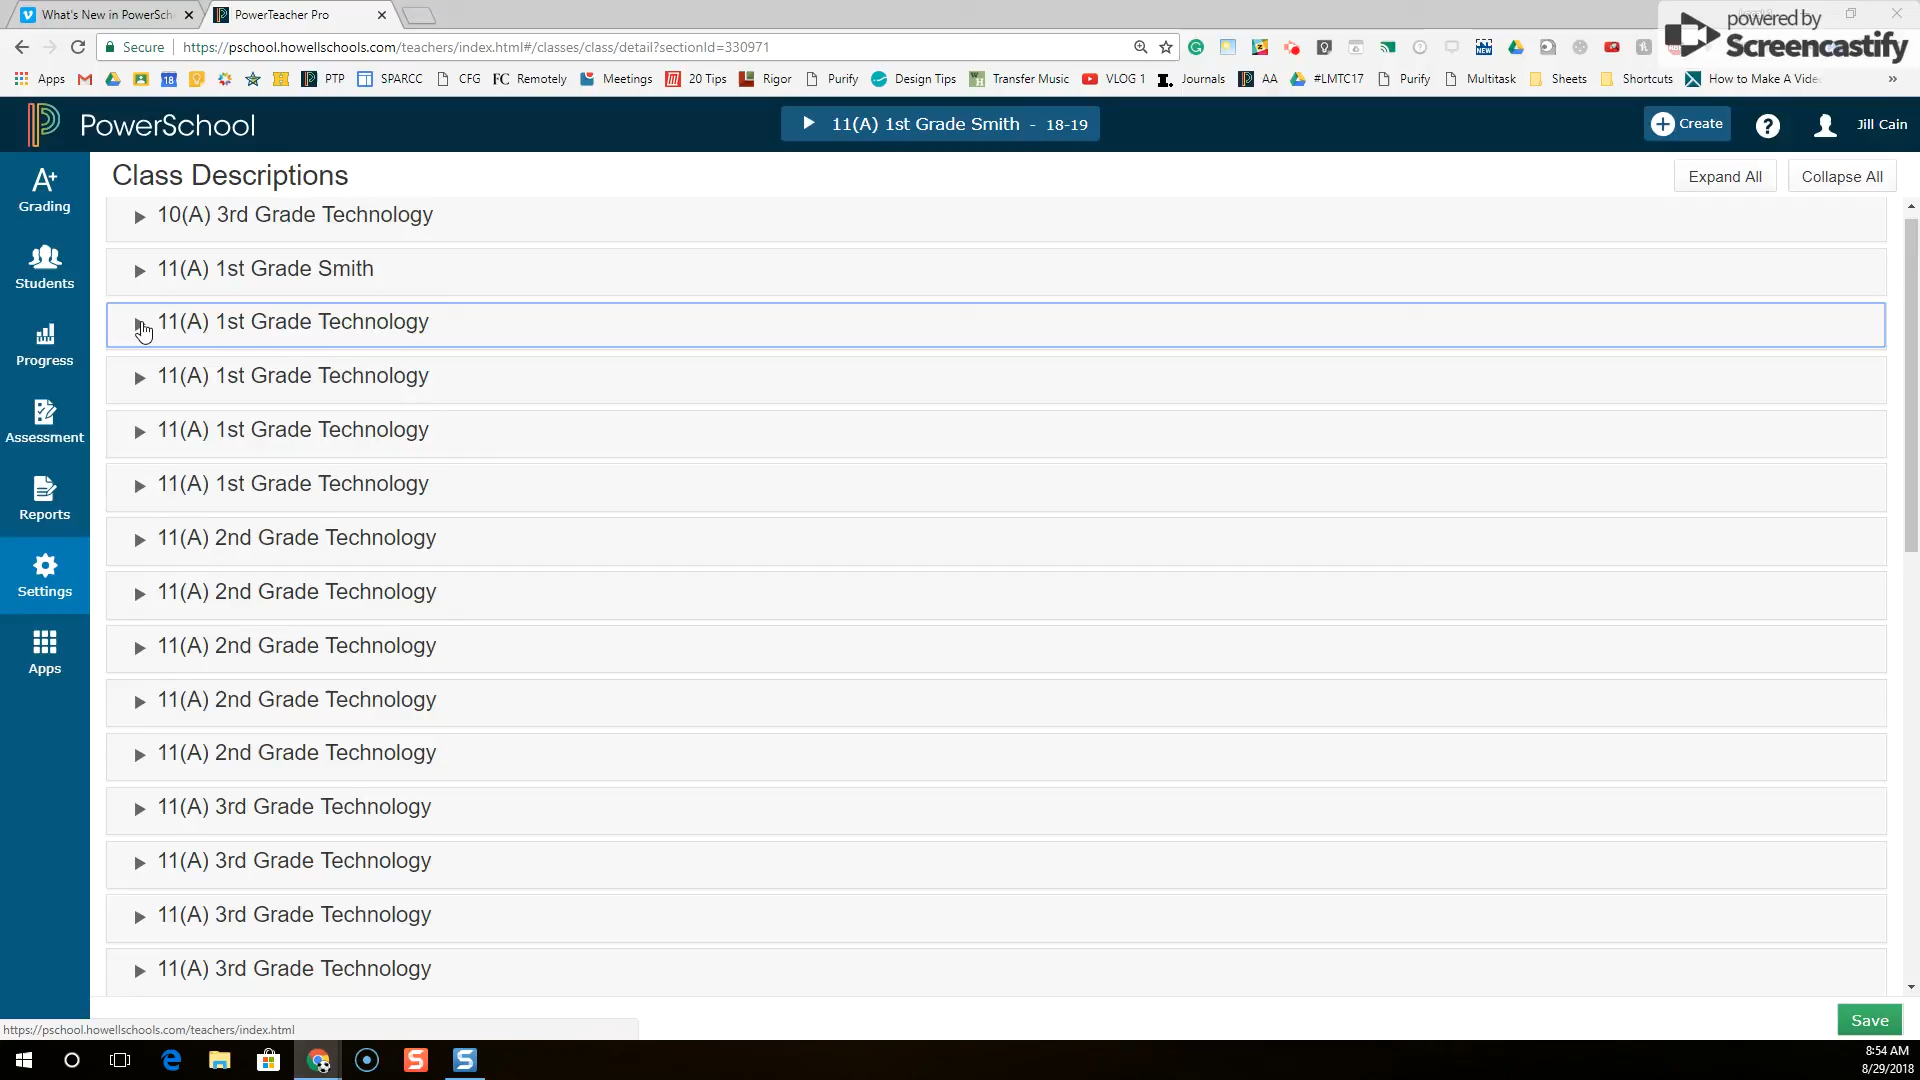 What's New in PowerSch
PowerTeacher Pro
powered by
Screencastify
Secure
https://pschool.howellschools.com/teachers/index.html#/classes/class/detail?sectionId=330971
Apps
PTP
SPARCC
CFG
FC Remotely
Meetings
20 Tips
Rigor
Purify
Design Tips
Transfer Music
VLOG 1
Journals
AA
#LMTC17
Purify
Multitask
Sheets
Shortcuts
How to Make A Vide
PowerSchool
11(A) 1st Grade Smith - 18-19
Create
Jill Cain
Class Descriptions
Expand All
Collapse All
Grading
Students
Progress
Assessment
Reports
Settings
Apps
10(A) 3rd Grade Technology
11(A) 1st Grade Smith
11(A) 1st Grade Technology
11(A) 1st Grade Technology
11(A) 1st Grade Technology
11(A) 1st Grade Technology
11(A) 2nd Grade Technology
11(A) 2nd Grade Technology
11(A) 2nd Grade Technology
11(A) 2nd Grade Technology
11(A) 2nd Grade Technology
11(A) 3rd Grade Technology
11(A) 3rd Grade Technology
11(A) 3rd Grade Technology
11(A) 3rd Grade Technology
Save
https://pschool.howellschools.com/teachers/index.html
8:54 AM
8/29/2018